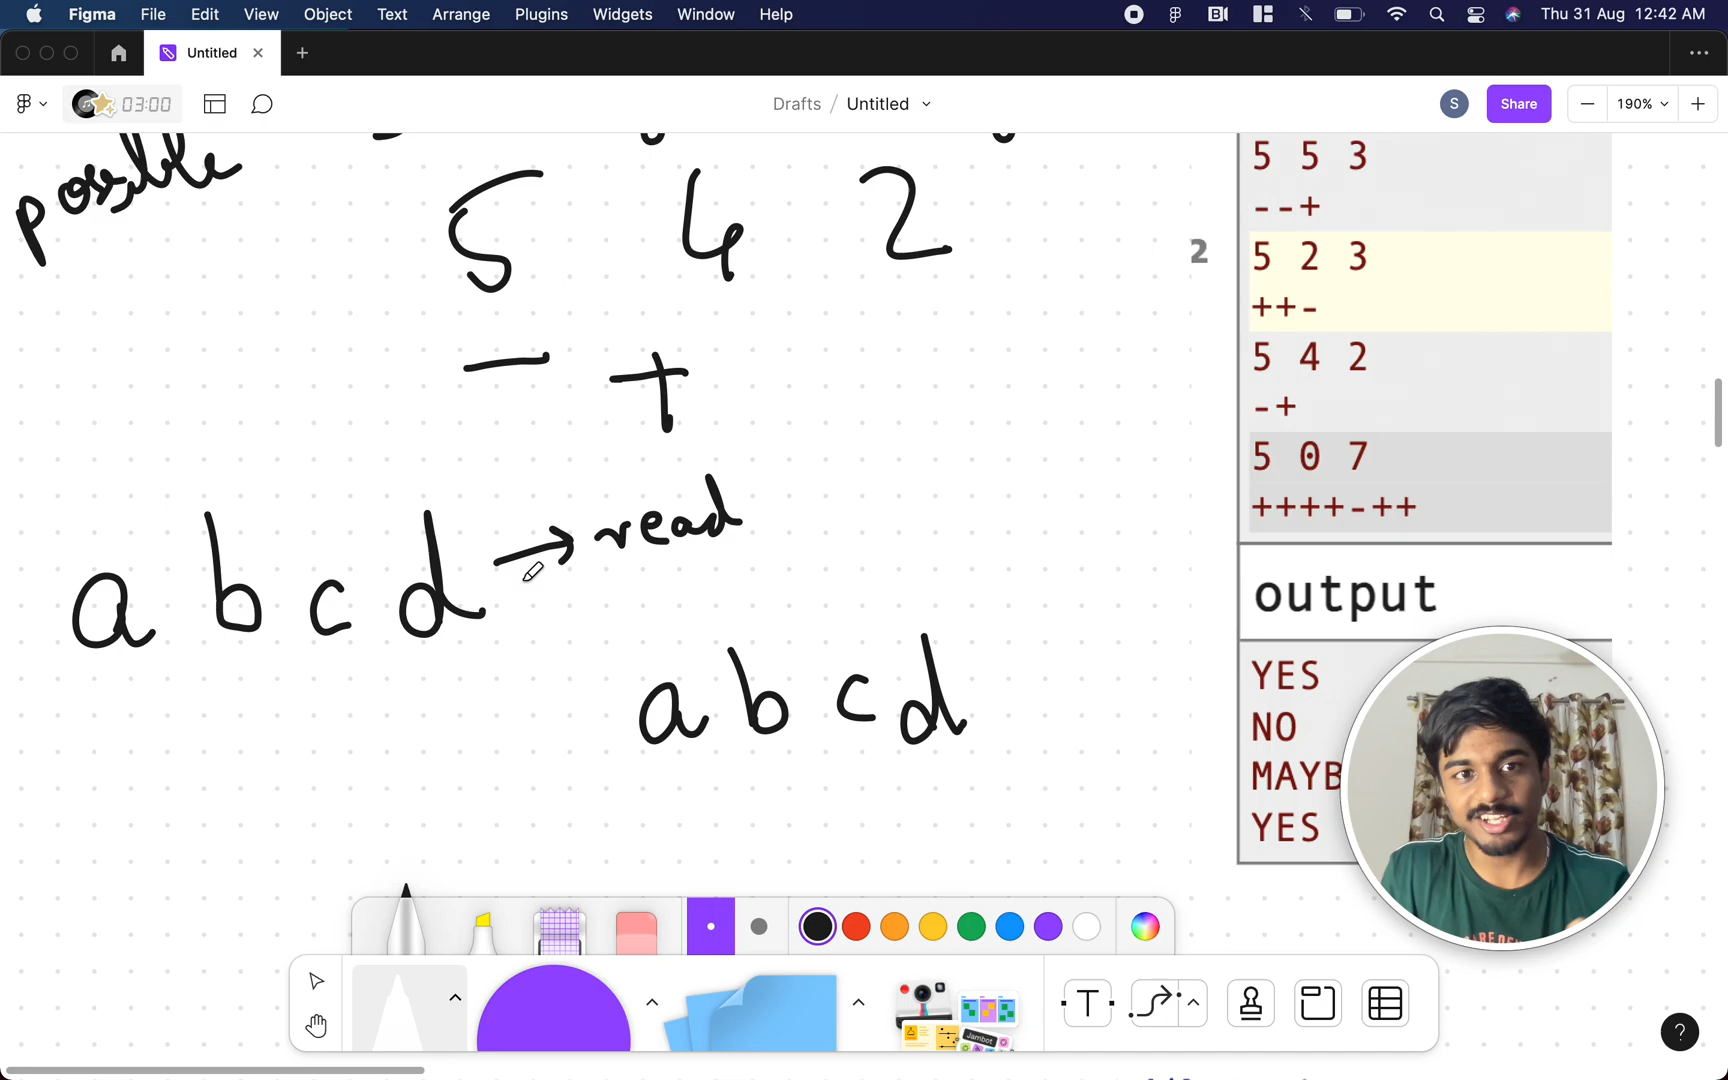 Figma File Edit View Object Text Arrange Plugins Widgets Window Help Thu 31 Aug 12:42 AM
Untitled
03:00 Drafts / Untitled S Share 190%
possible
5 4 2
- +
a b c d → read
a b c d
5 5 3
--+
2
5 2 3
++-
5 4 2
-+
5 0 7
++++-++
output
YES
NO
MAYB
YES
T
Jambot
?